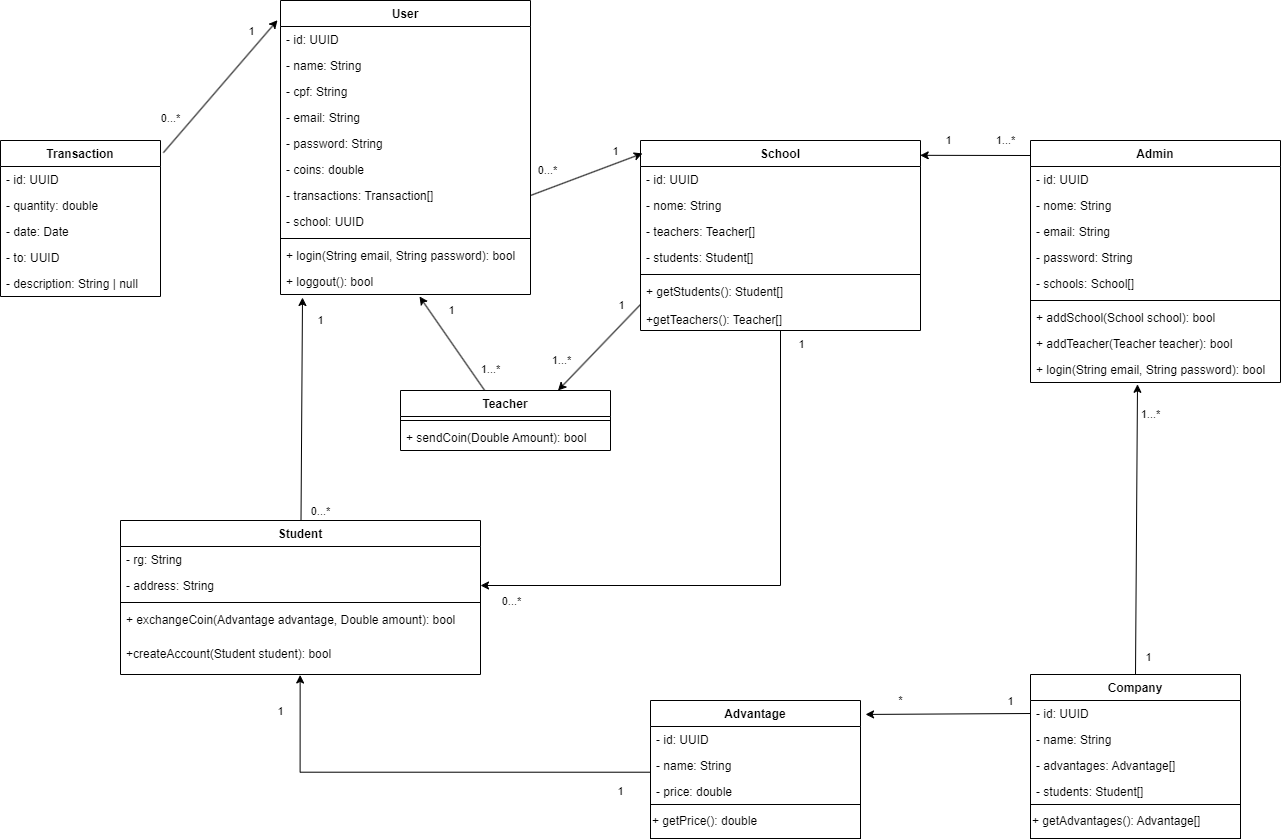 User
- id: UUID
- name: String
- cpf: String
- email: String
- password: String
- coins: double
- transactions: Transaction[]
- school: UUID
+ login(String email, String password): bool
+ loggout(): bool
1
0...*
Transaction
- id: UUID
- quantity: double
- date: Date
- to: UUID
- description: String | null
0...*
1
School
- id: UUID
- nome: String
- teachers: Teacher[]
- students: Student[]
+ getStudents(): Student[]
+getTeachers(): Teacher[]
1
1...*
Admin
- id: UUID
- nome: String
- email: String
- password: String
- schools: School[]
+ addSchool(School school): bool
+ addTeacher(Teacher teacher): bool
+ login(String email, String password): bool
1
1
1
1
1...*
1...*
Teacher
+ sendCoin(Double Amount): bool
1...*
0...*
Student
- rg: String
- address: String
+ exchangeCoin(Advantage advantage, Double amount): bool
+createAccount(Student student): bool
0...*
1
1
1
Advantage
- id: UUID
- name: String
- price: double
+ getPrice(): double
*
1
1
Company
- id: UUID
- name: String
- advantages: Advantage[]
- students: Student[]
+ getAdvantages(): Advantage[]